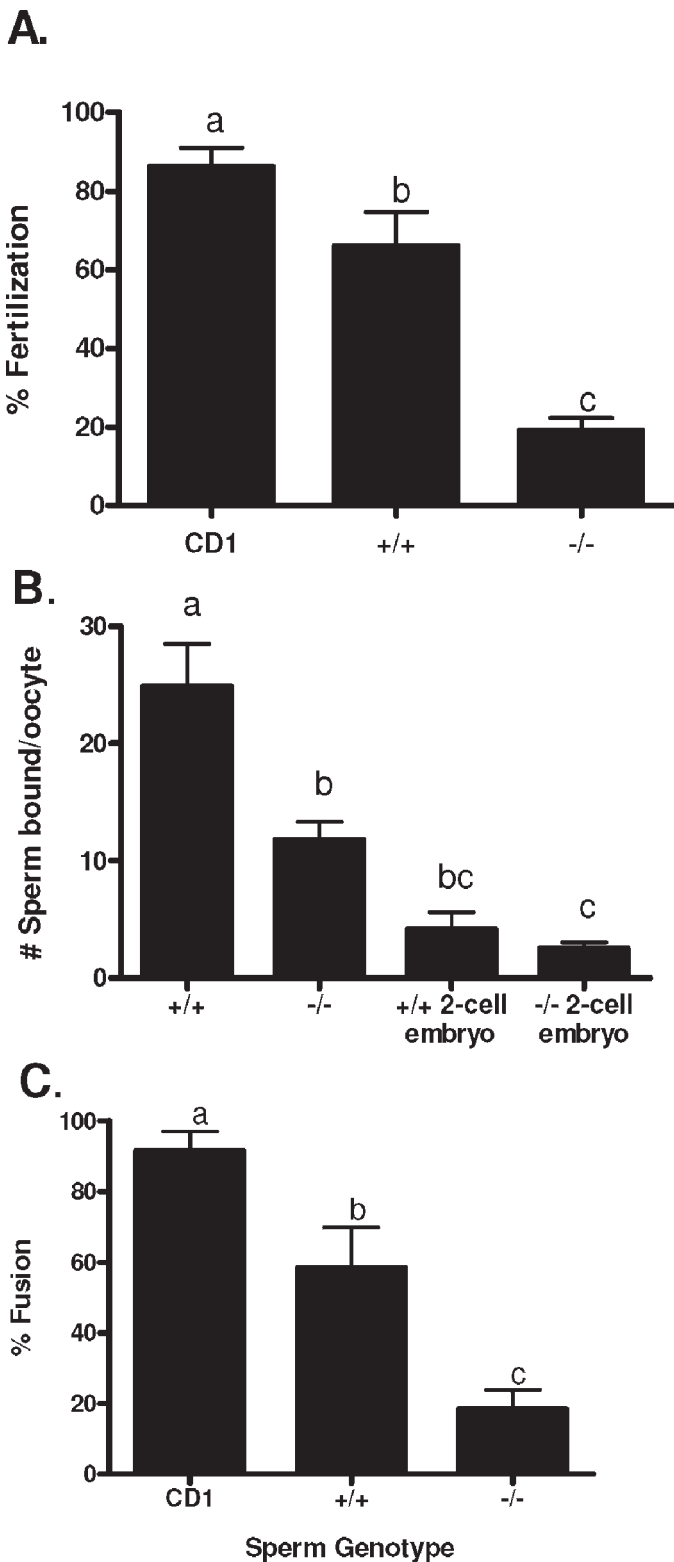 A.
% Fertilization
100
80
60
40
20
0
a
b
c
CD1 +/+ -/-
B.
# Sperm bound/oocyte
30
20
10
0
a
b
bc
c
+/+ -/- +/+ 2-cell -/- 2-cell
embryo embryo
C.
% Fusion
100
80
60
40
20
0
a
b
c
CD1 +/+ -/-
Sperm Genotype